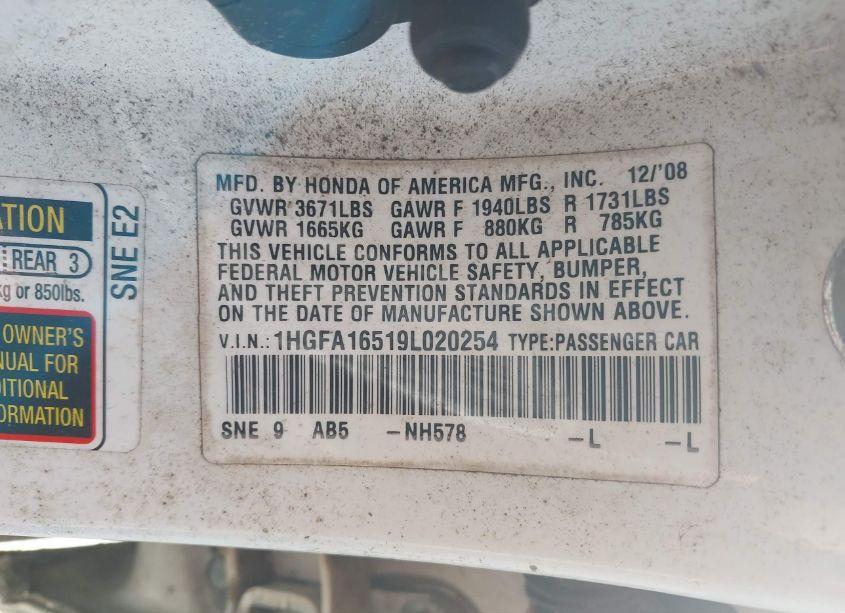 MFD. BY HONDA OF AMERICA MFG., INC. 12/'08
GVWR 3671LBS GAWR F 1940LBS R 1731LBS
GVWR 1665KG GAWR F 880KG R 785KG
THIS VEHICLE CONFORMS TO ALL APPLICABLE
FEDERAL MOTOR VEHICLE SAFETY, BUMPER,
AND THEFT PREVENTION STANDARDS IN EFFECT
ON THE DATE OF MANUFACTURE SHOWN ABOVE.
V.I.N.:1HGFA16519L020254 TYPE:PASSENGER CAR
SNE 9 AB5 -NH578 -L -L
ATION
REAR 3
kg or 850lbs.
OWNER'S
NUAL FOR
DITIONAL
FORMATION
SNE E2